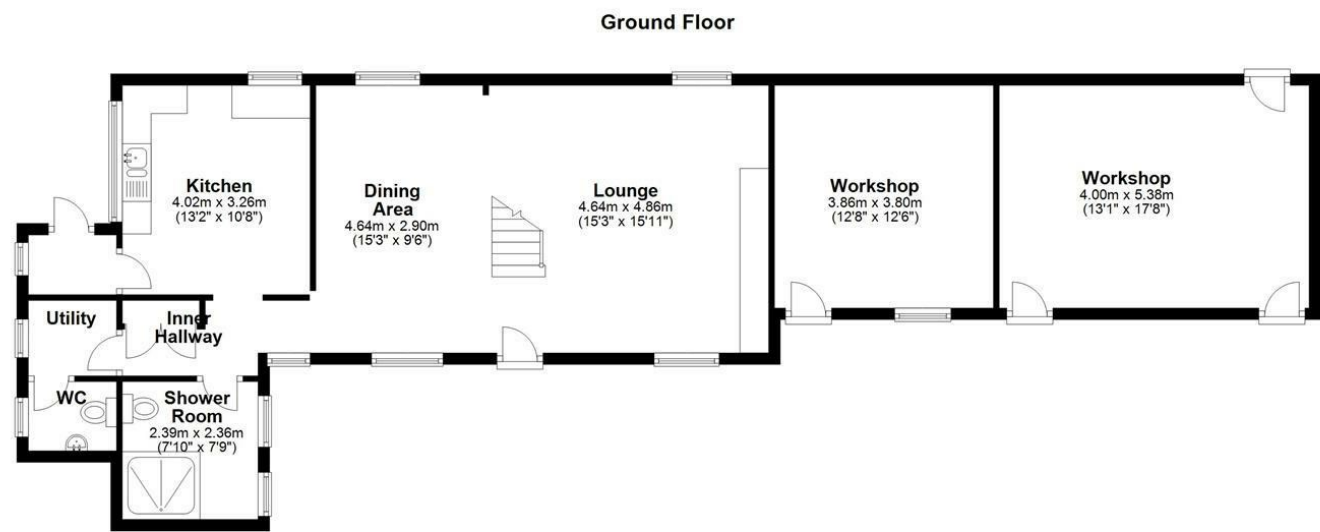 Ground Floor
Kitchen
4.02m x 3.26m
(13'2" x 10'8")
Dining
Area
4.64m x 2.90m
(15'3" x 9'6")
Lounge
4.64m x 4.86m
(15'3" x 15'11")
Workshop
3.86m x 3.80m
(12'8" x 12'6")
Workshop
4.00m x 5.38m
(13'1" x 17'8")
Utility
Inner
Hallway
WC
Shower
Room
2.39m x 2.36m
(7'10" x 7'9")